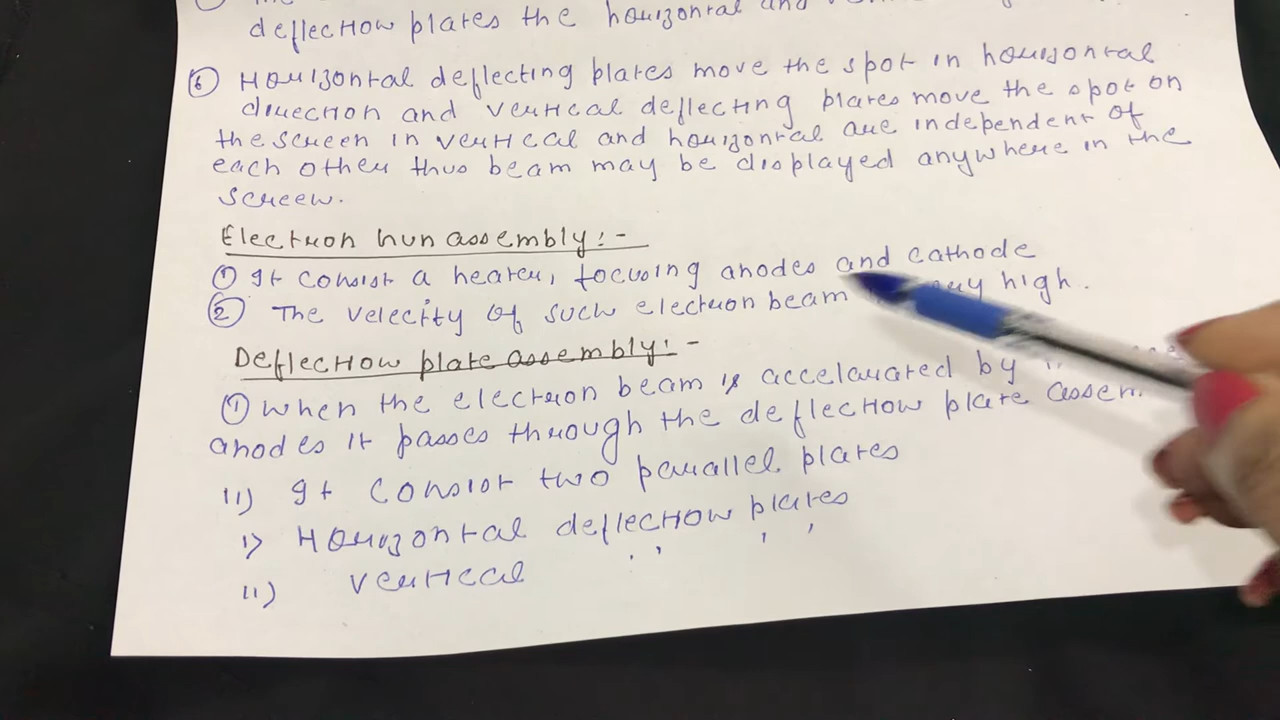 deflection plates the horizontal and
⑥ Horizontal deflecting plates move the spot in horizontal
direction and vertical deflecting plates move the spot on
the screen in vertical and horizontal are independent of
each other thus beam may be displayed anywhere in the
screen.
Electron hun assembly:-
① It consist a heater, focusing anodes and cathode
② The velecity of such electron beam high.
Deflection plate assembly:-
① When the electron beam is accelarated by
anodes it passes through the deflection plate assem
ii) It consist two parallel plates
i) Horizontal deflection plates
ii) Vertical " "